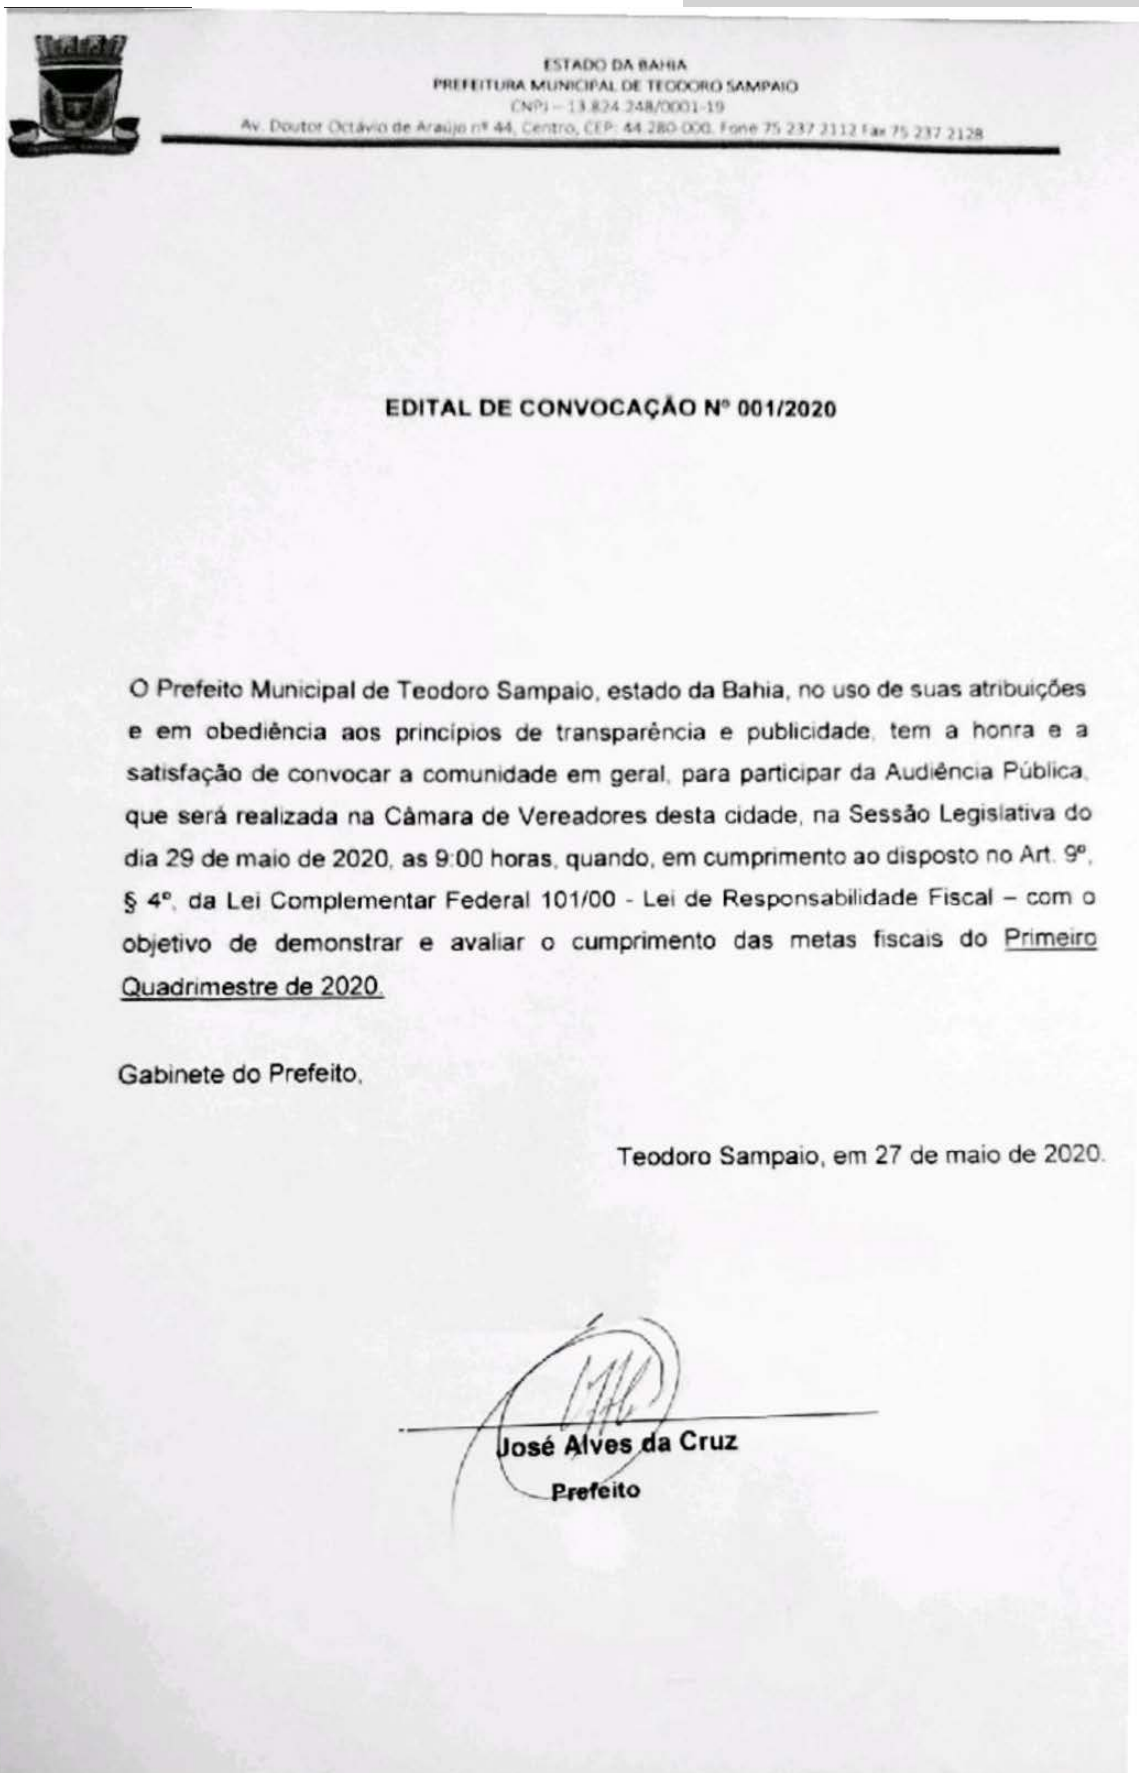 ESTADO DA BAHIA
PREFEITURA MUNICIPAL DE TEODORO SAMPAIO
CNPJ – 13.824.248/0001-19
Av. Doutor Octávio de Araújo nº 44, Centro, CEP: 44.280-000. Fone 75 237 2112 Fax 75 237 2128
EDITAL DE CONVOCAÇÃO Nº 001/2020
O Prefeito Municipal de Teodoro Sampaio, estado da Bahia, no uso de suas atribuições
e em obediência aos princípios de transparência e publicidade, tem a honra e a
satisfação de convocar a comunidade em geral, para participar da Audiência Pública,
que será realizada na Câmara de Vereadores desta cidade, na Sessão Legislativa do
dia 29 de maio de 2020, as 9:00 horas, quando, em cumprimento ao disposto no Art. 9º,
§ 4º, da Lei Complementar Federal 101/00 - Lei de Responsabilidade Fiscal – com o
objetivo de demonstrar e avaliar o cumprimento das metas fiscais do Primeiro
Quadrimestre de 2020.
Gabinete do Prefeito,
Teodoro Sampaio, em 27 de maio de 2020.
José Alves da Cruz
Prefeito